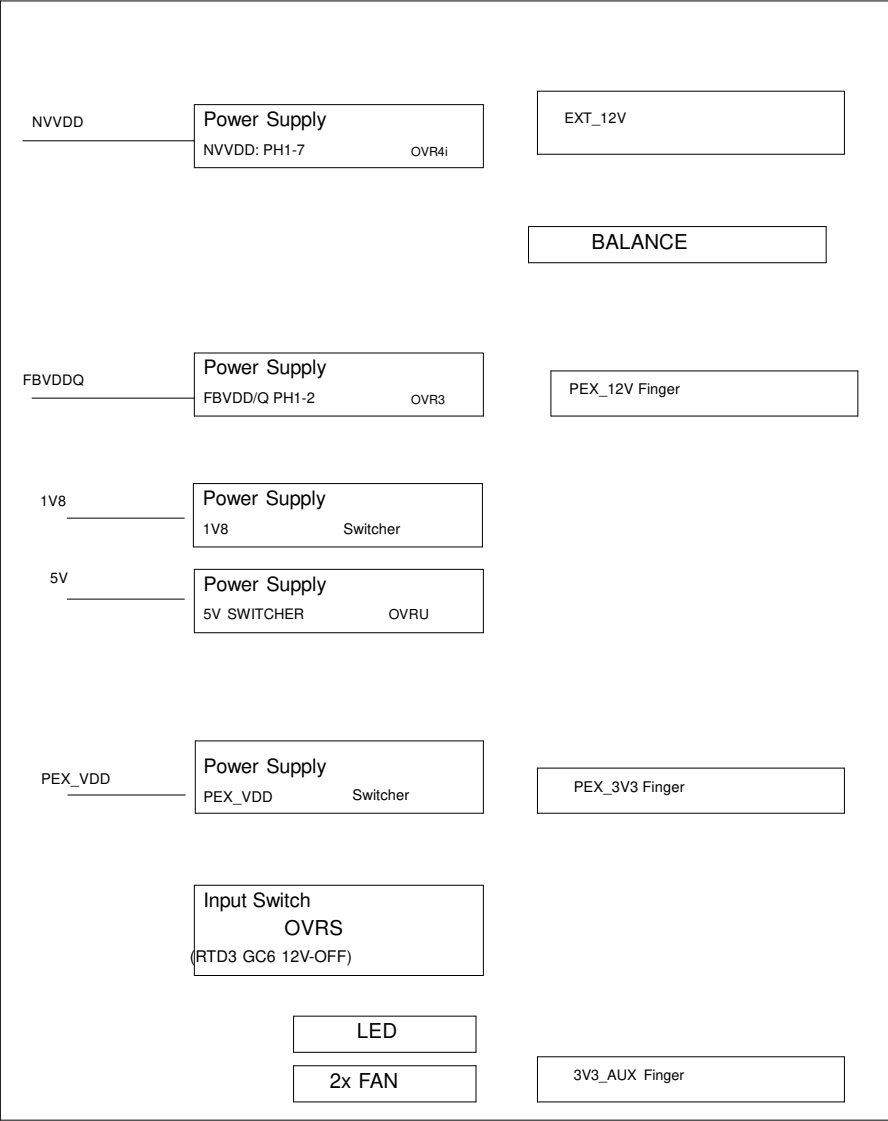 NVVDD
Power Supply
NVVDD: PH1-7 OVR4i
EXT_12V
BALANCE
FBVDDQ
Power Supply
FBVDD/Q PH1-2 OVR3
PEX_12V Finger
1V8
Power Supply
1V8 Switcher
5V
Power Supply
5V SWITCHER OVRU
PEX_VDD
Power Supply
PEX_VDD Switcher
PEX_3V3 Finger
Input Switch
OVRS
(RTD3 GC6 12V-OFF)
LED
2x FAN
3V3_AUX Finger